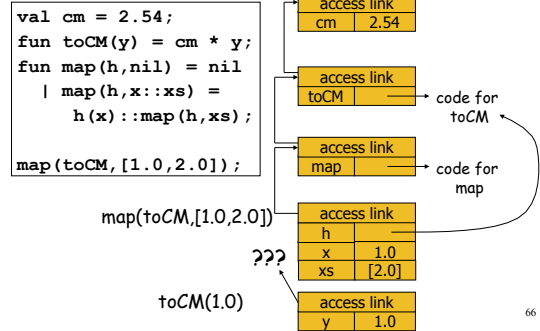 val cm = 2.54;
fun toCM(y) = cm * y;
fun map(h,nil) = nil
| map(h,x::xs) =
h(x)::map(h,xs);
map(toCM,[1.0,2.0]);
access link
cm 2.54
access link
toCM
code for
toCM
access link
map
code for
map
map(toCM,[1.0,2.0])
access link
h
x 1.0
xs [2.0]
???
toCM(1.0)
access link
y 1.0
66